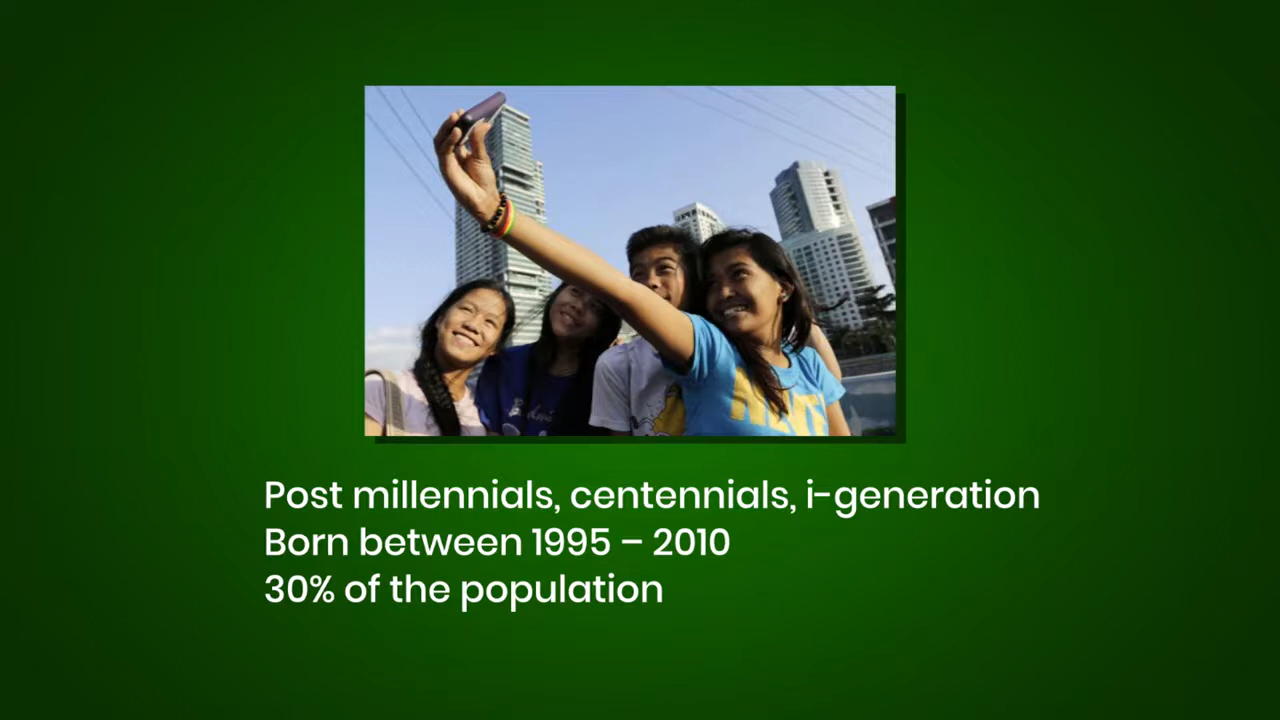 Post millennials, centennials, i-generation
Born between 1995 – 2010
30% of the population